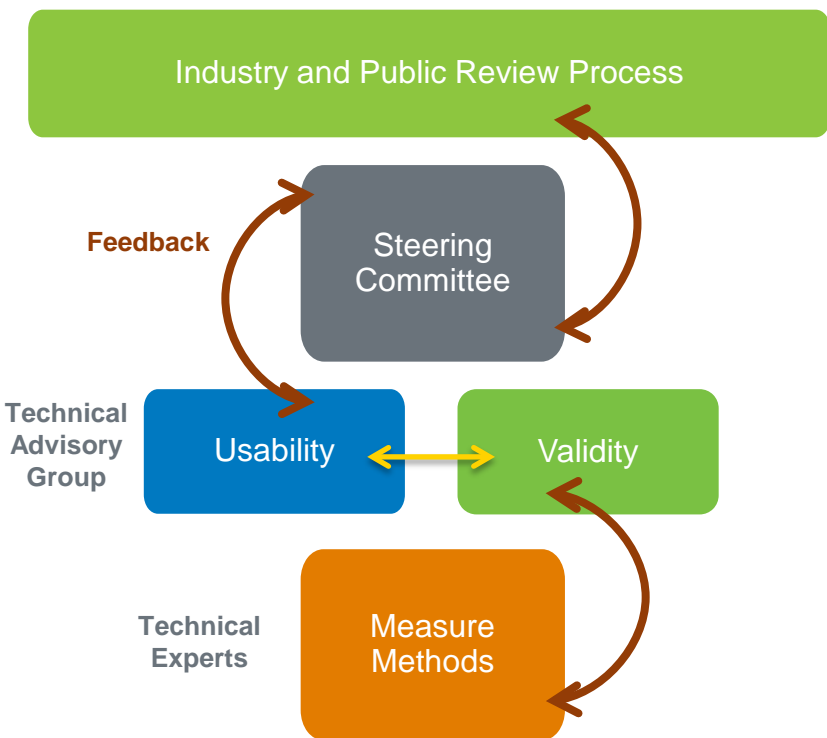 Industry and Public Review Process
Feedback
Steering
Committee
Technical
Advisory
Group
Usability
Validity
Technical
Experts
Measure
Methods